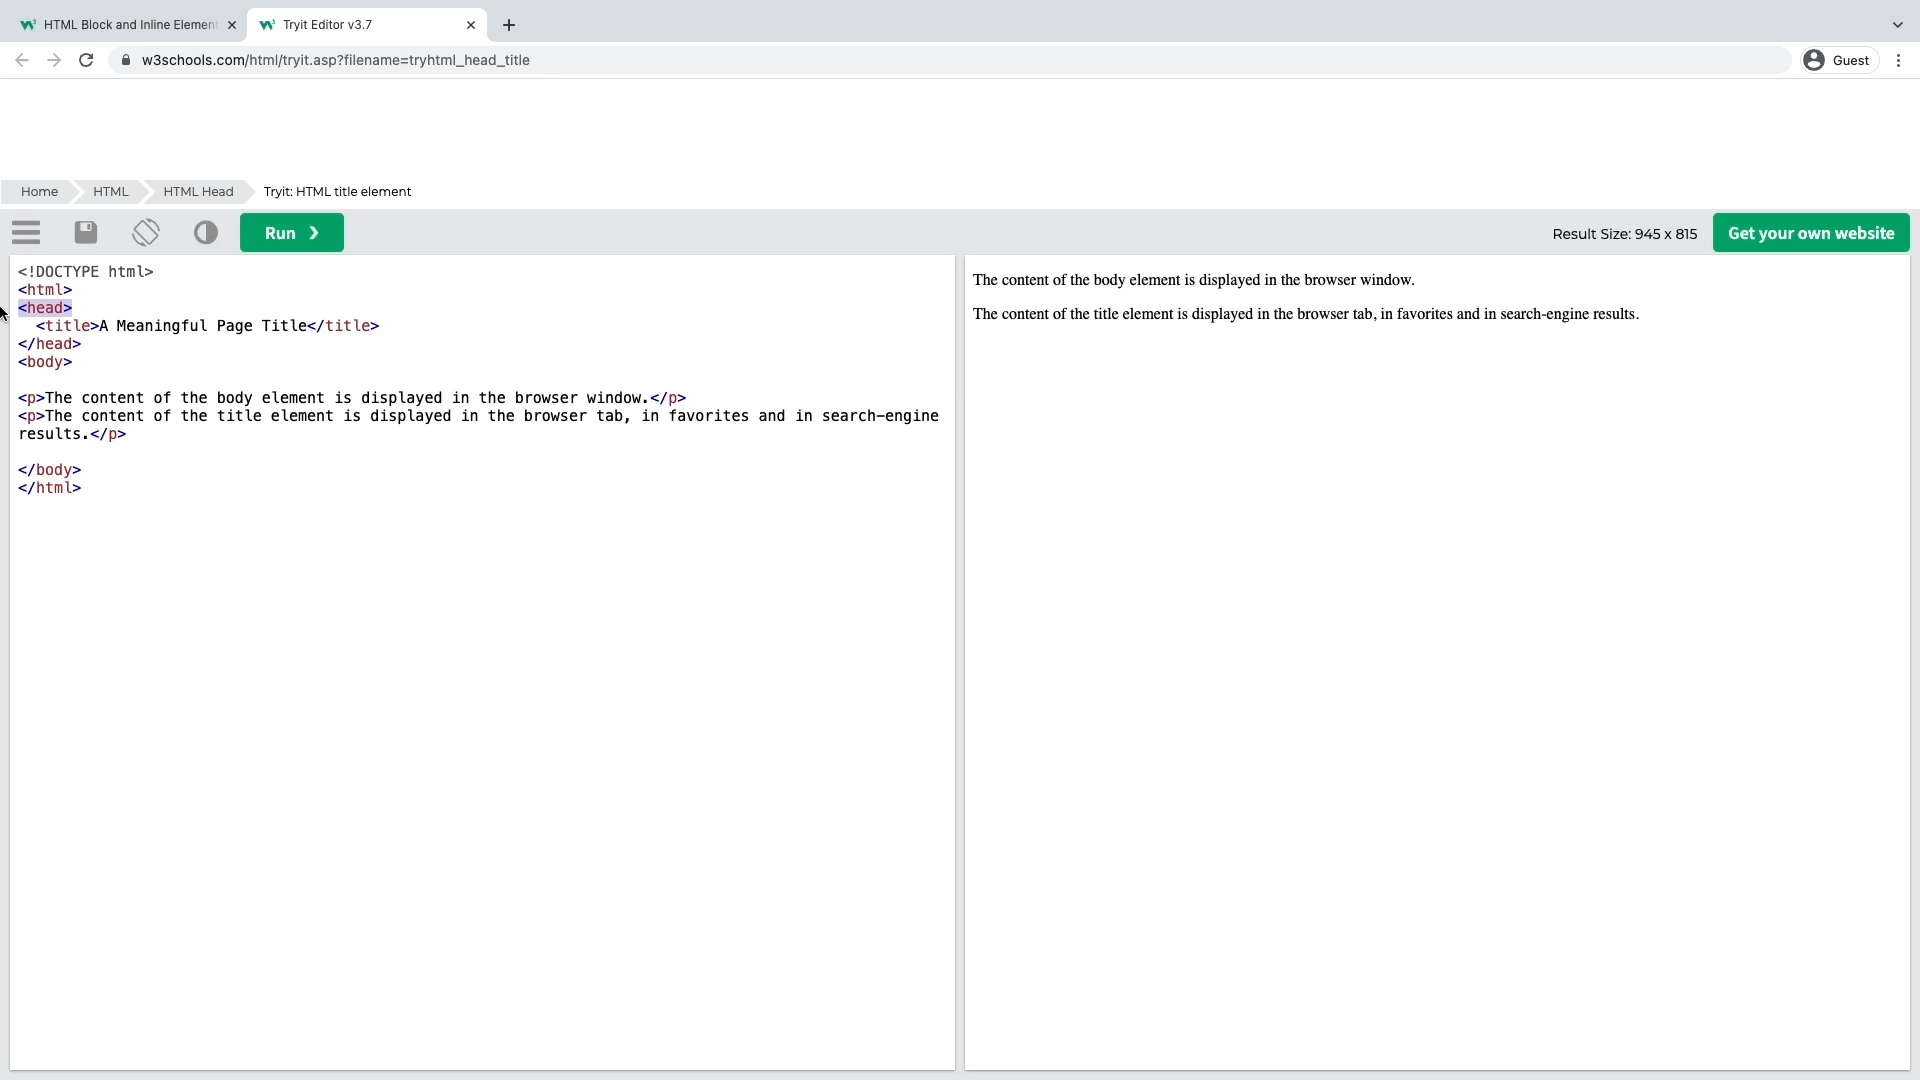 HTML Block and Inline Elemen
Tryit Editor v3.7
w3schools.com/html/tryit.asp?filename=tryhtml_head_title
Guest
Home
HTML
HTML Head
Tryit: HTML title element
Run ❯
Result Size: 945 x 815
Get your own website
<!DOCTYPE html>
<html>
<head>
  <title>A Meaningful Page Title</title>
</head>
<body>
<p>The content of the body element is displayed in the browser window.</p>
<p>The content of the title element is displayed in the browser tab, in favorites and in search-engine
results.</p>
</body>
</html>
The content of the body element is displayed in the browser window.
The content of the title element is displayed in the browser tab, in favorites and in search-engine results.